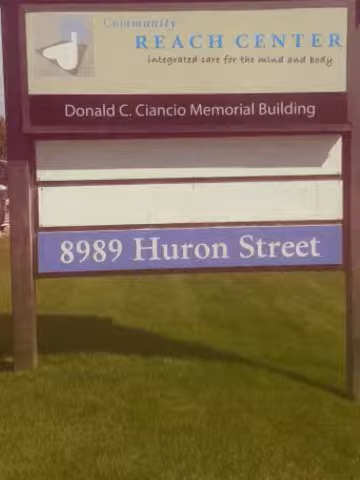 Community
REACH CENTER
integrated care for the mind and body
Donald C. Ciancio Memorial Building
8989 Huron Street